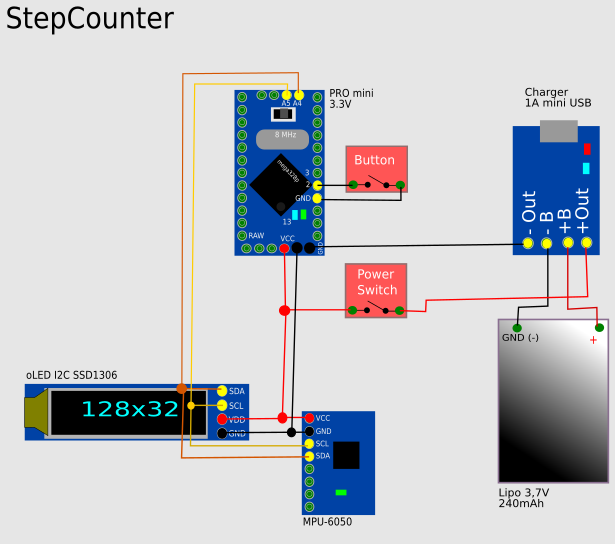 StepCounter
A5 A4
PRO mini
3.3V
Charger
1A mini USB
8 MHz
mega328p
Button
3
2
GND
13
- Out
- B
+B
+Out
RAW
VCC
GND
Power
Switch
GND (-)
+
oLED I2C SSD1306
128x32
SDA
SCL
VDD
GND
VCC
GND
SCL
SDA
MPU-6050
Lipo 3,7V
240mAh